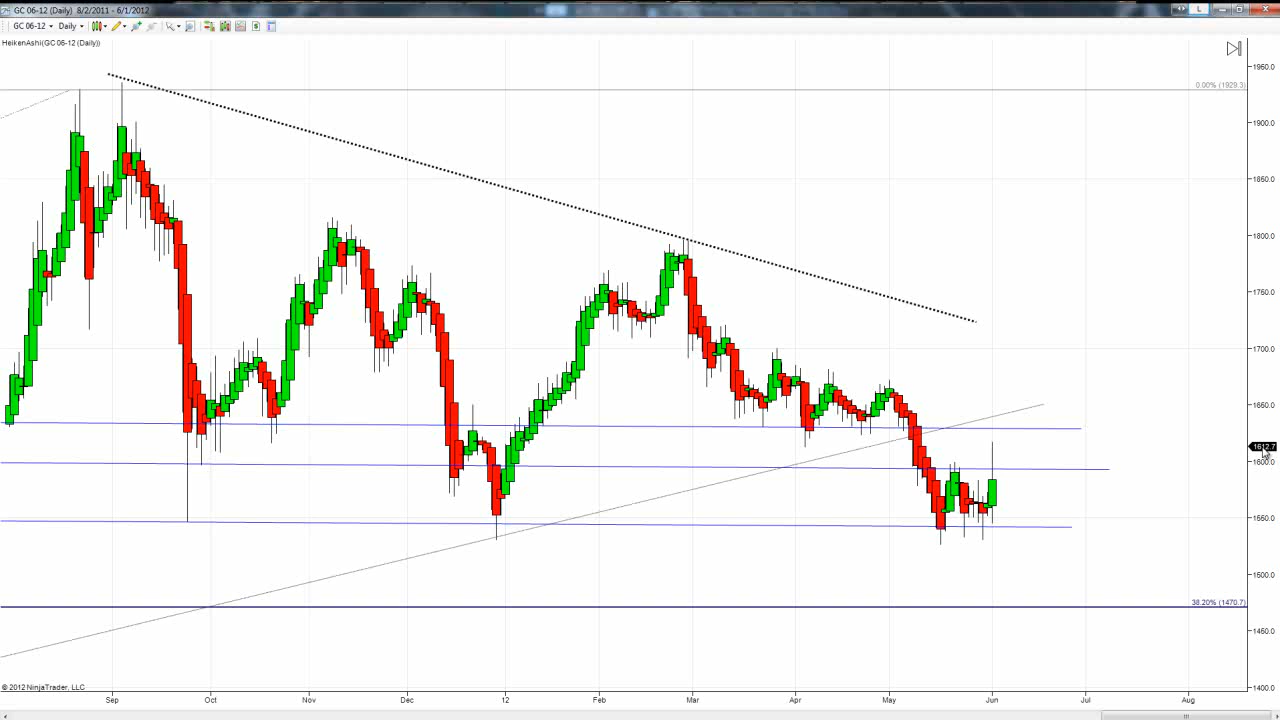 GC 06-12 (Daily) 8/2/2011 - 6/1/2012
L
GC 06-12 Daily
HeikenAshi(GC 06-12 (Daily))
1950.0
0.00% (1929.3)
1900.0
1850.0
1800.0
1750.0
1700.0
1650.0
1612.7
1600.0
1550.0
1500.0
38.20% (1470.7)
1450.0
1400.0
© 2012 NinjaTrader, LLC
Sep Oct Nov Dec 12 Feb Mar Apr May Jun Jul Aug